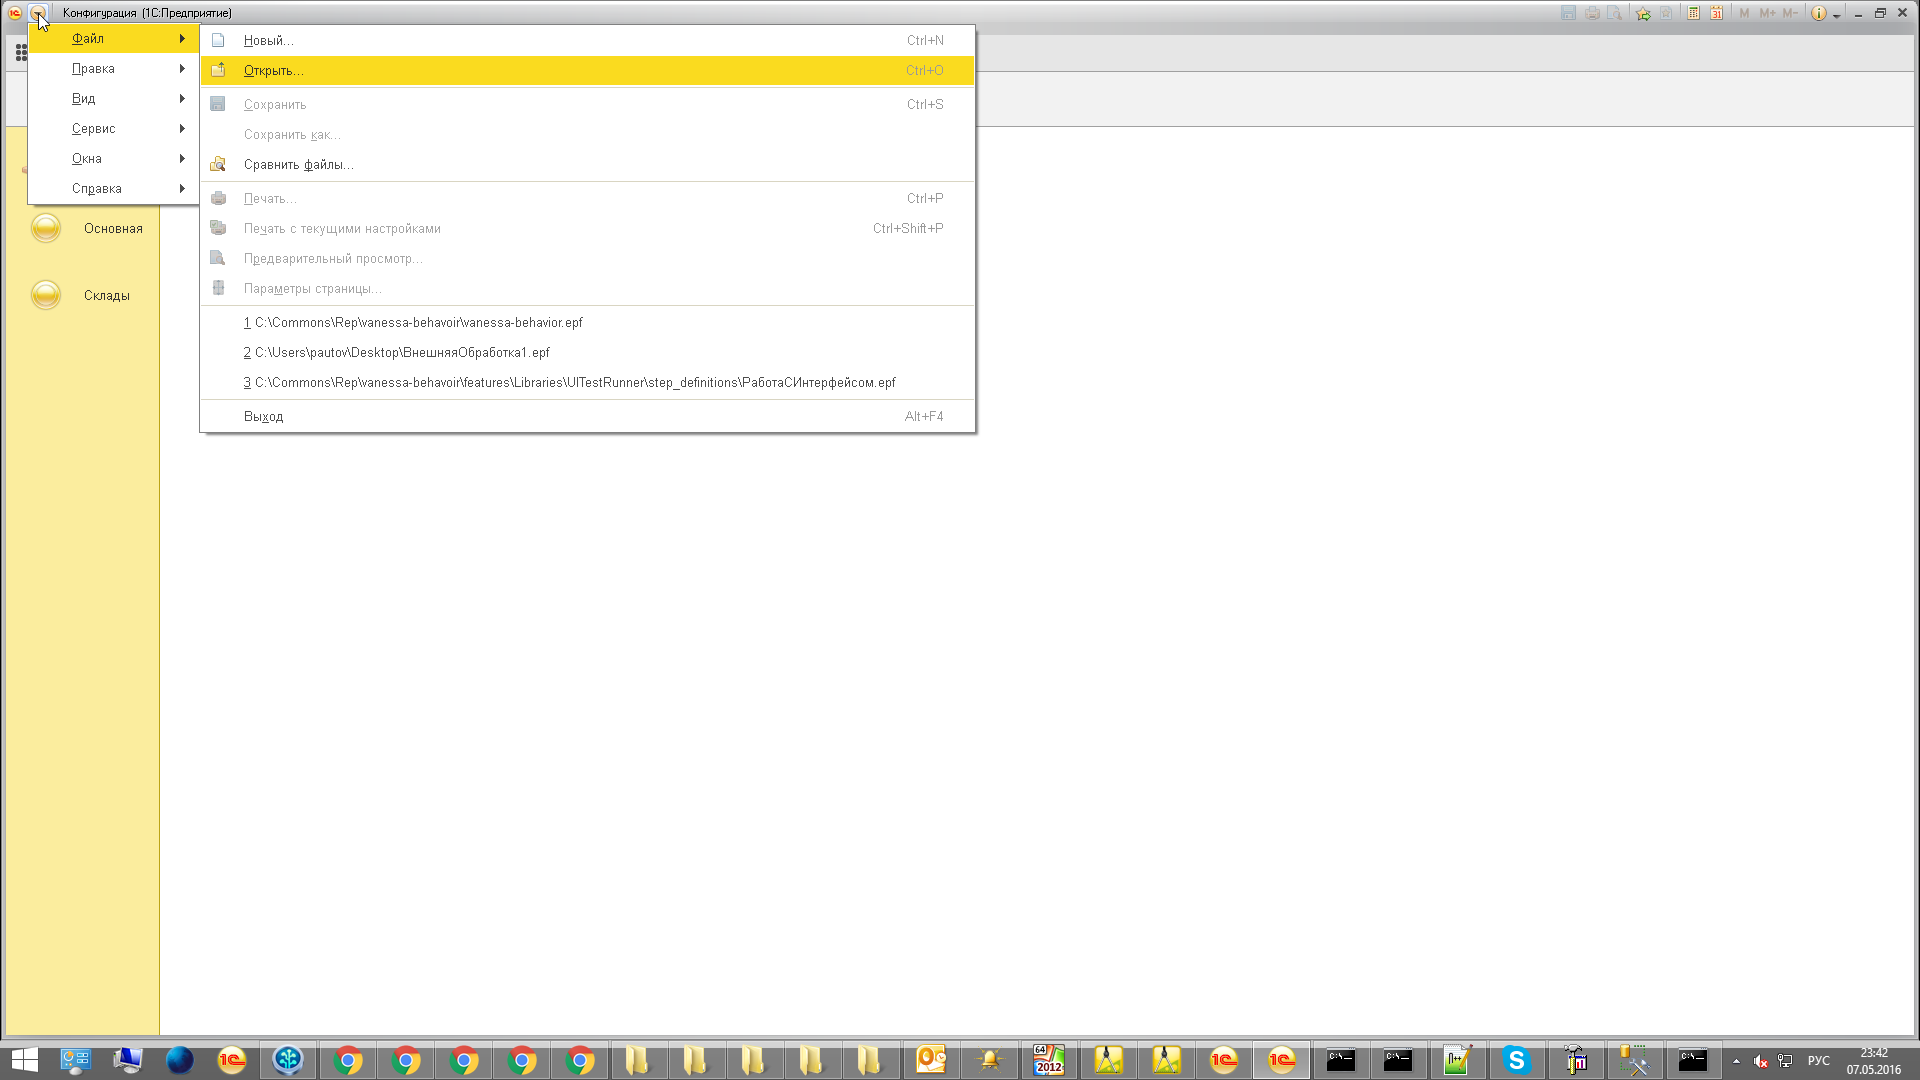 Конфигурация (1С:Предприятие)
M M+ M-
31
Файл
Правка
Вид
Сервис
Окна
Справка
Новый... Ctrl+N
Открыть... Ctrl+O
Сохранить Ctrl+S
Сохранить как...
Сравнить файлы...
Печать... Ctrl+P
Печать с текущими настройками Ctrl+Shift+P
Предварительный просмотр...
Параметры страницы...
1 C:\Commons\Rep\vanessa-behavoir\vanessa-behavior.epf
2 C:\Users\pautov\Desktop\ВнешняяОбработка1.epf
3 C:\Commons\Rep\vanessa-behavoir\features\Libraries\UITestRunner\step_definitions\РаботаСИнтерфейсом.epf
Выход Alt+F4
Основная
Склады
64
2012
РУС
23:42
07.05.2016